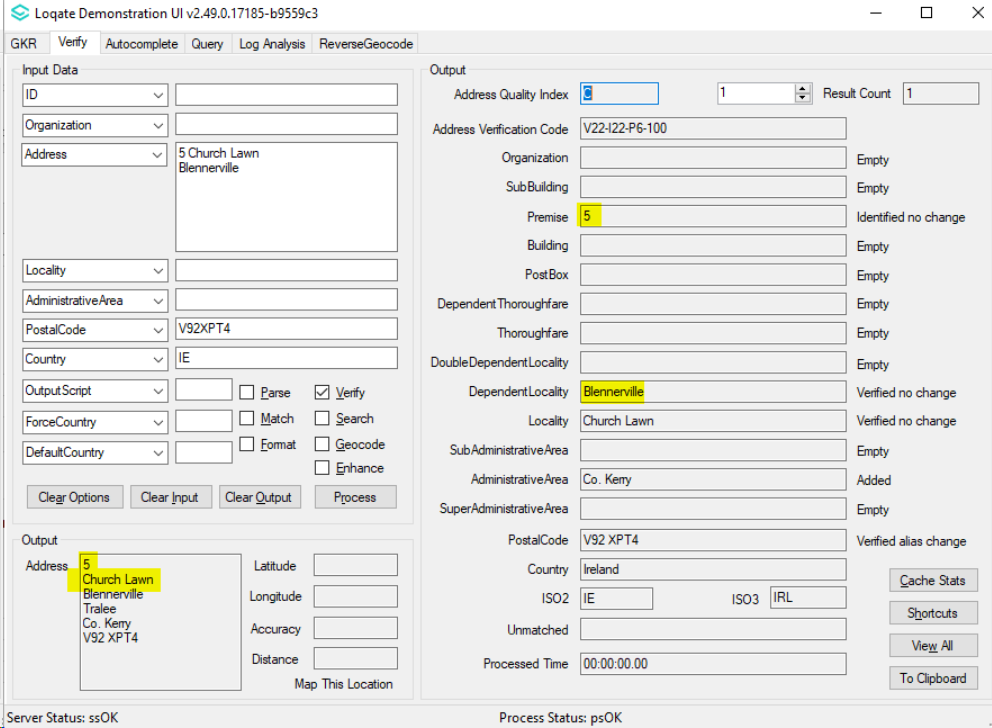 Loqate Demonstration UI v2.49.0.17185-b9559c3
GKR Verify Autocomplete Query Log Analysis ReverseGeocode
Input Data
ID
Organization
Address 5 Church Lawn
Blennerville
Locality
AdministrativeArea
PostalCode V92XPT4
Country IE
OutputScript Parse Verify
ForceCountry Match Search
DefaultCountry Format Geocode
Enhance
Clear Options Clear Input Clear Output Process
Output
Address 5
Church Lawn
Blennerville
Tralee
Co. Kerry
V92 XPT4
Latitude
Longitude
Accuracy
Distance
Map This Location
Output
Address Quality Index C 1 Result Count 1
Address Verification Code V22-I22-P6-100
Organization Empty
SubBuilding Empty
Premise 5 Identified no change
Building Empty
PostBox Empty
DependentThoroughfare Empty
Thoroughfare Empty
DoubleDependentLocality Empty
DependentLocality Blennerville Verified no change
Locality Church Lawn Verified no change
SubAdministrativeArea Empty
AdministrativeArea Co. Kerry Added
SuperAdministrativeArea Empty
PostalCode V92 XPT4 Verified alias change
Country Ireland
ISO2 IE ISO3 IRL
Unmatched
Processed Time 00:00:00.00
Cache Stats
Shortcuts
View All
To Clipboard
Server Status: ssOK Process Status: psOK